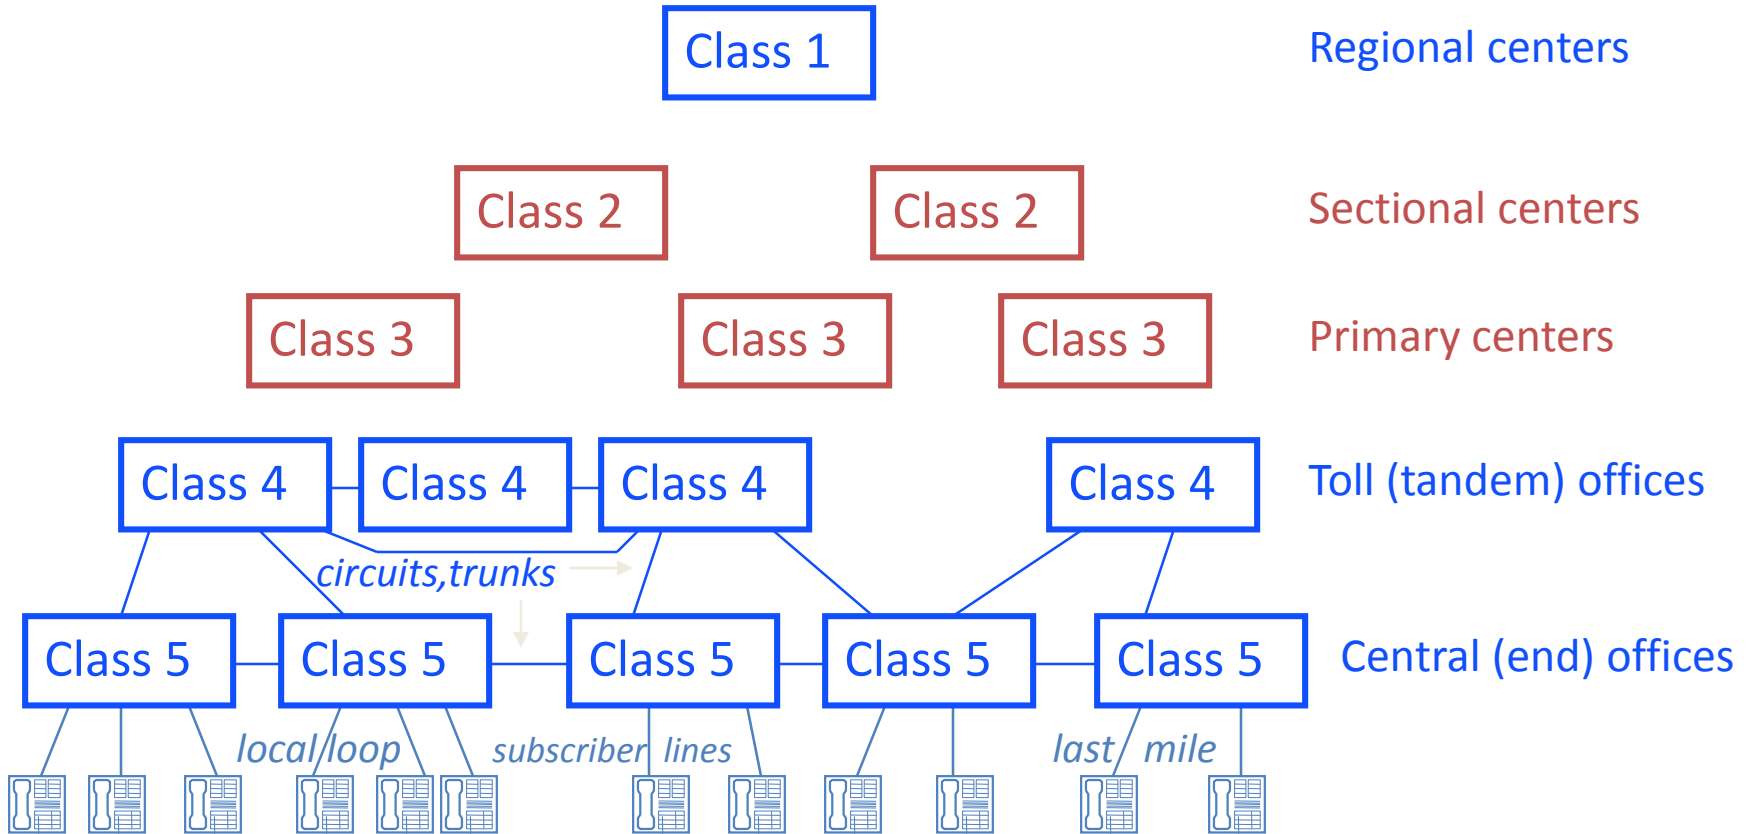 Class 1
Regional centers
Class 2
Class 2
Sectional centers
Class 3
Class 3
Class 3
Primary centers
Class 4
Class 4
Class 4
Class 4
Toll (tandem) offices
circuits,trunks
Class 5
Class 5
Class 5
Class 5
Class 5
Central (end) offices
local loop
subscriber lines
last mile